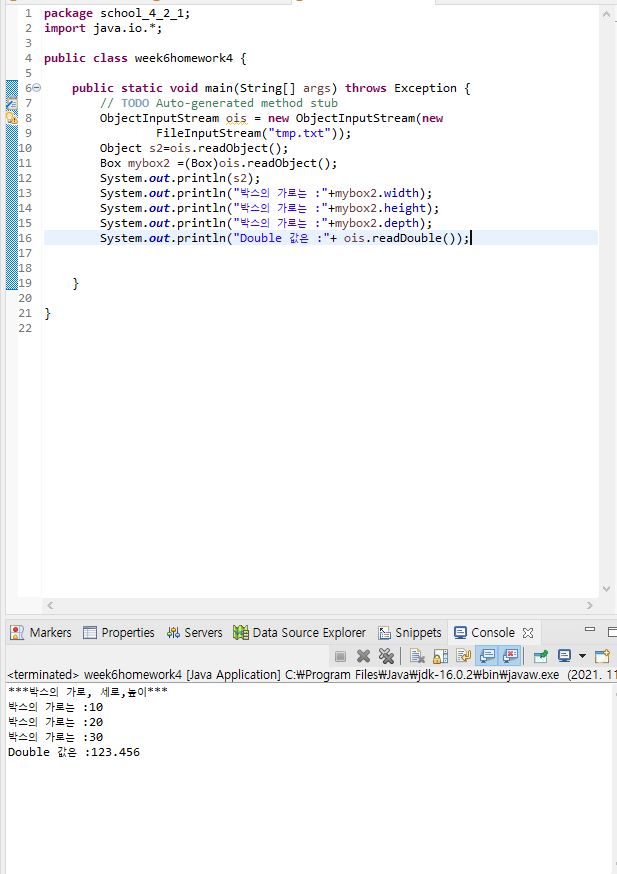 1 package school_4_2_1;
2 import java.io.*;
3
4 public class week6homework4 {
5
6 public static void main(String[] args) throws Exception {
7 // TODO Auto-generated method stub
8 ObjectInputStream ois = new ObjectInputStream(new
9 FileInputStream("tmp.txt"));
10 Object s2=ois.readObject();
11 Box mybox2 =(Box)ois.readObject();
12 System.out.println(s2);
13 System.out.println("박스의 가로는 :"+mybox2.width);
14 System.out.println("박스의 가로는 :"+mybox2.height);
15 System.out.println("박스의 가로는 :"+mybox2.depth);
16 System.out.println("Double 값은 :"+ ois.readDouble());
17
18
19 }
20
21 }
22
Markers Properties Servers Data Source Explorer Snippets Console
<terminated> week6homework4 [Java Application] C:₩Program Files₩Java₩jdk-16.0.2₩bin₩javaw.exe (2021. 11
***박스의 가로, 세로,높이***
박스의 가로는 :10
박스의 가로는 :20
박스의 가로는 :30
Double 값은 :123.456